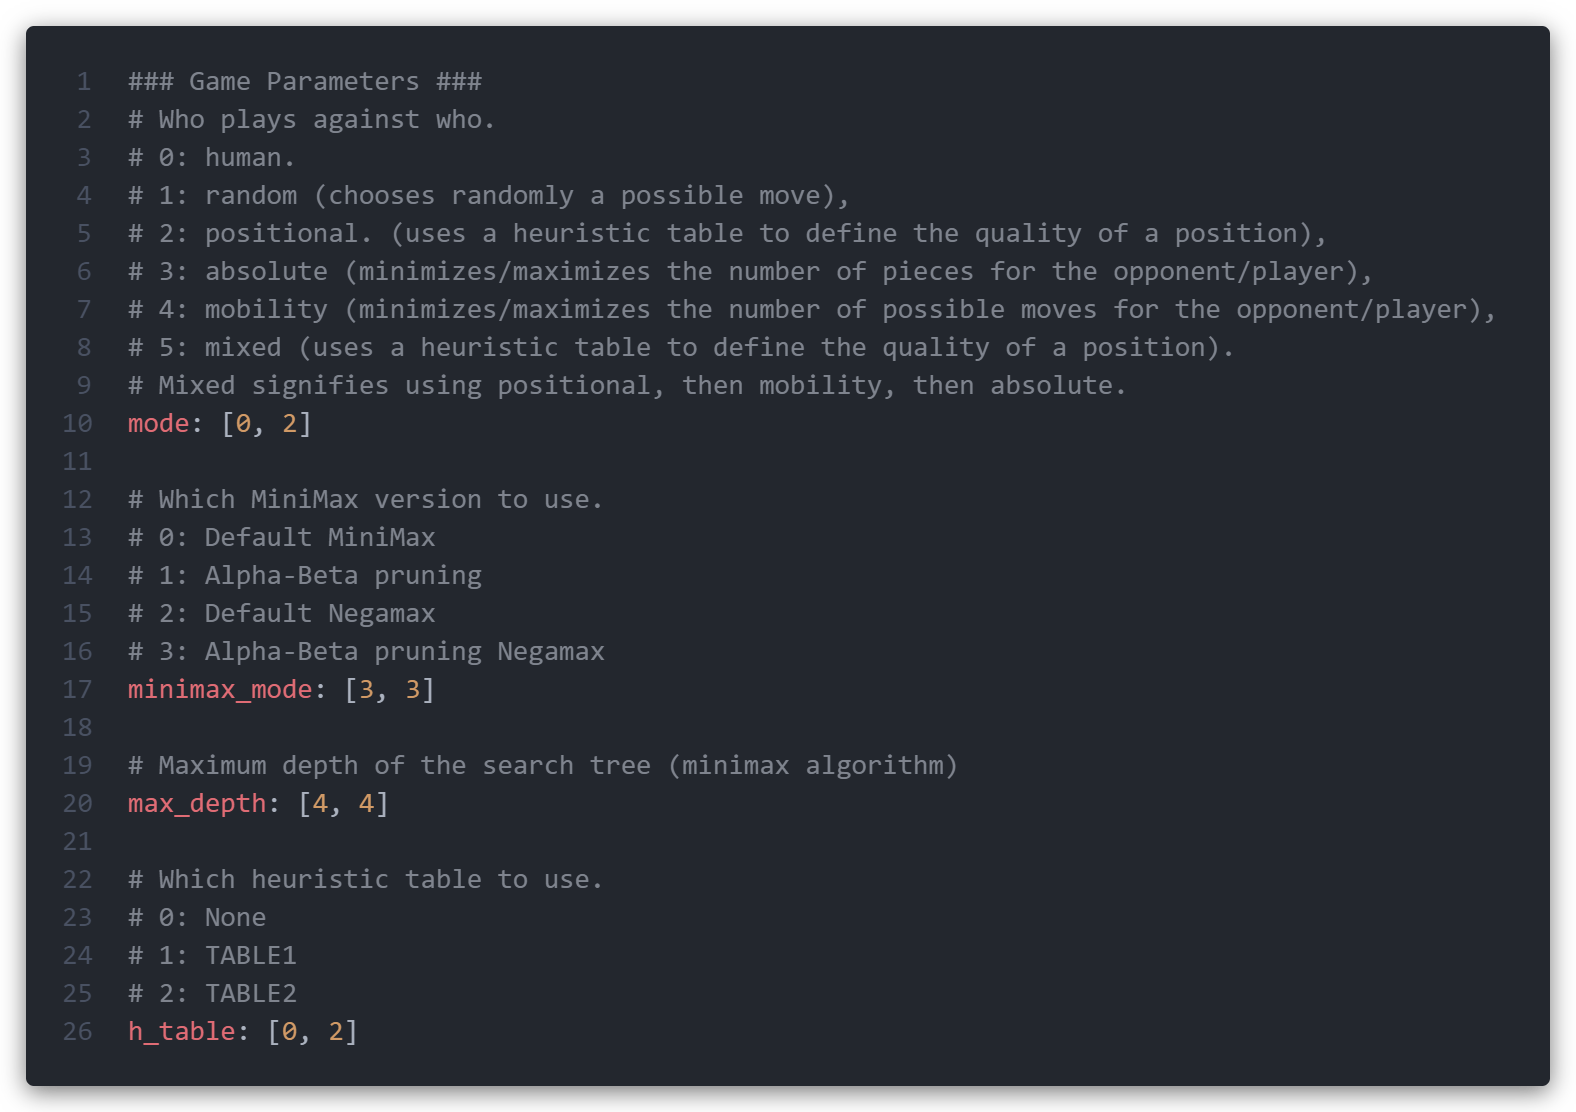 1 ### Game Parameters ###
2 # Who plays against who.
3 # 0: human.
4 # 1: random (chooses randomly a possible move),
5 # 2: positional. (uses a heuristic table to define the quality of a position),
6 # 3: absolute (minimizes/maximizes the number of pieces for the opponent/player),
7 # 4: mobility (minimizes/maximizes the number of possible moves for the opponent/player),
8 # 5: mixed (uses a heuristic table to define the quality of a position).
9 # Mixed signifies using positional, then mobility, then absolute.
10 mode: [0, 2]
11
12 # Which MiniMax version to use.
13 # 0: Default MiniMax
14 # 1: Alpha-Beta pruning
15 # 2: Default Negamax
16 # 3: Alpha-Beta pruning Negamax
17 minimax_mode: [3, 3]
18
19 # Maximum depth of the search tree (minimax algorithm)
20 max_depth: [4, 4]
21
22 # Which heuristic table to use.
23 # 0: None
24 # 1: TABLE1
25 # 2: TABLE2
26 h_table: [0, 2]